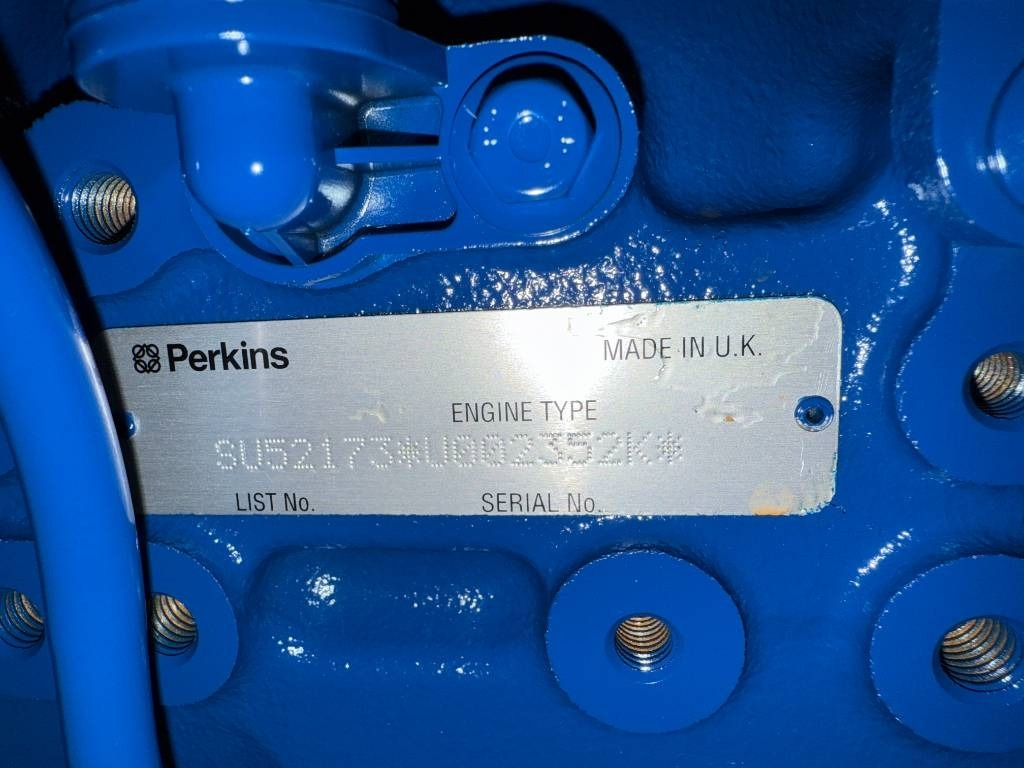 Perkins MADE IN U.K.
ENGINE TYPE
SU52173*U002352K*
LIST No. SERIAL No.